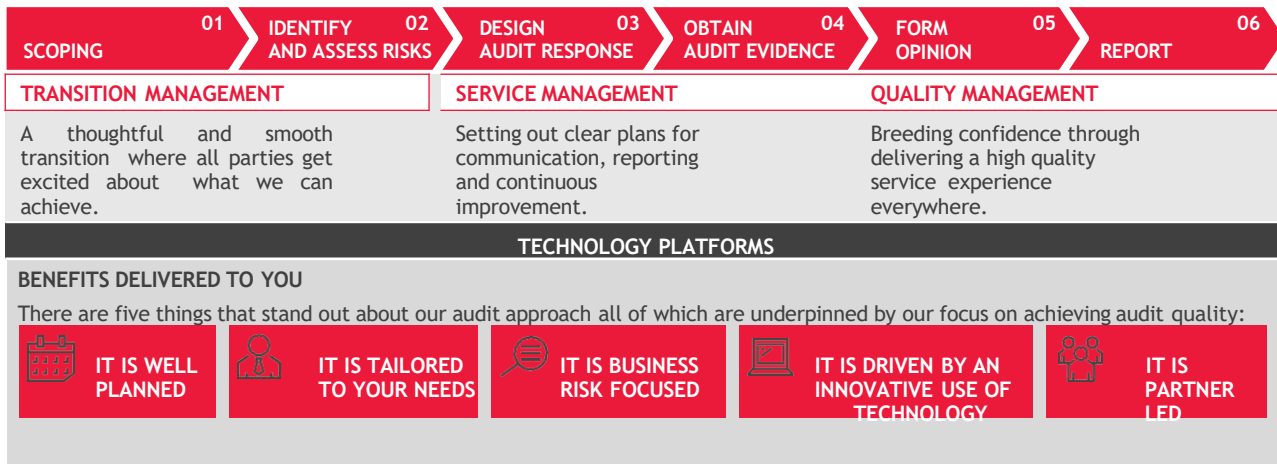 01
SCOPING
02
IDENTIFY
AND ASSESS RISKS
03
DESIGN
AUDIT RESPONSE
04
OBTAIN
AUDIT EVIDENCE
05
FORM
OPINION
06
REPORT
TRANSITION MANAGEMENT
A thoughtful and smooth
transition where all parties get
excited about what we can
achieve.
SERVICE MANAGEMENT
Setting out clear plans for
communication, reporting
and continuous
improvement.
QUALITY MANAGEMENT
Breeding confidence through
delivering a high quality
service experience
everywhere.
TECHNOLOGY PLATFORMS
BENEFITS DELIVERED TO YOU
There are five things that stand out about our audit approach all of which are underpinned by our focus on achieving audit quality:
IT IS WELL
PLANNED
IT IS TAILORED
TO YOUR NEEDS
IT IS BUSINESS
RISK FOCUSED
IT IS DRIVEN BY AN
INNOVATIVE USE OF
TECHNOLOGY
IT IS
PARTNER
LED